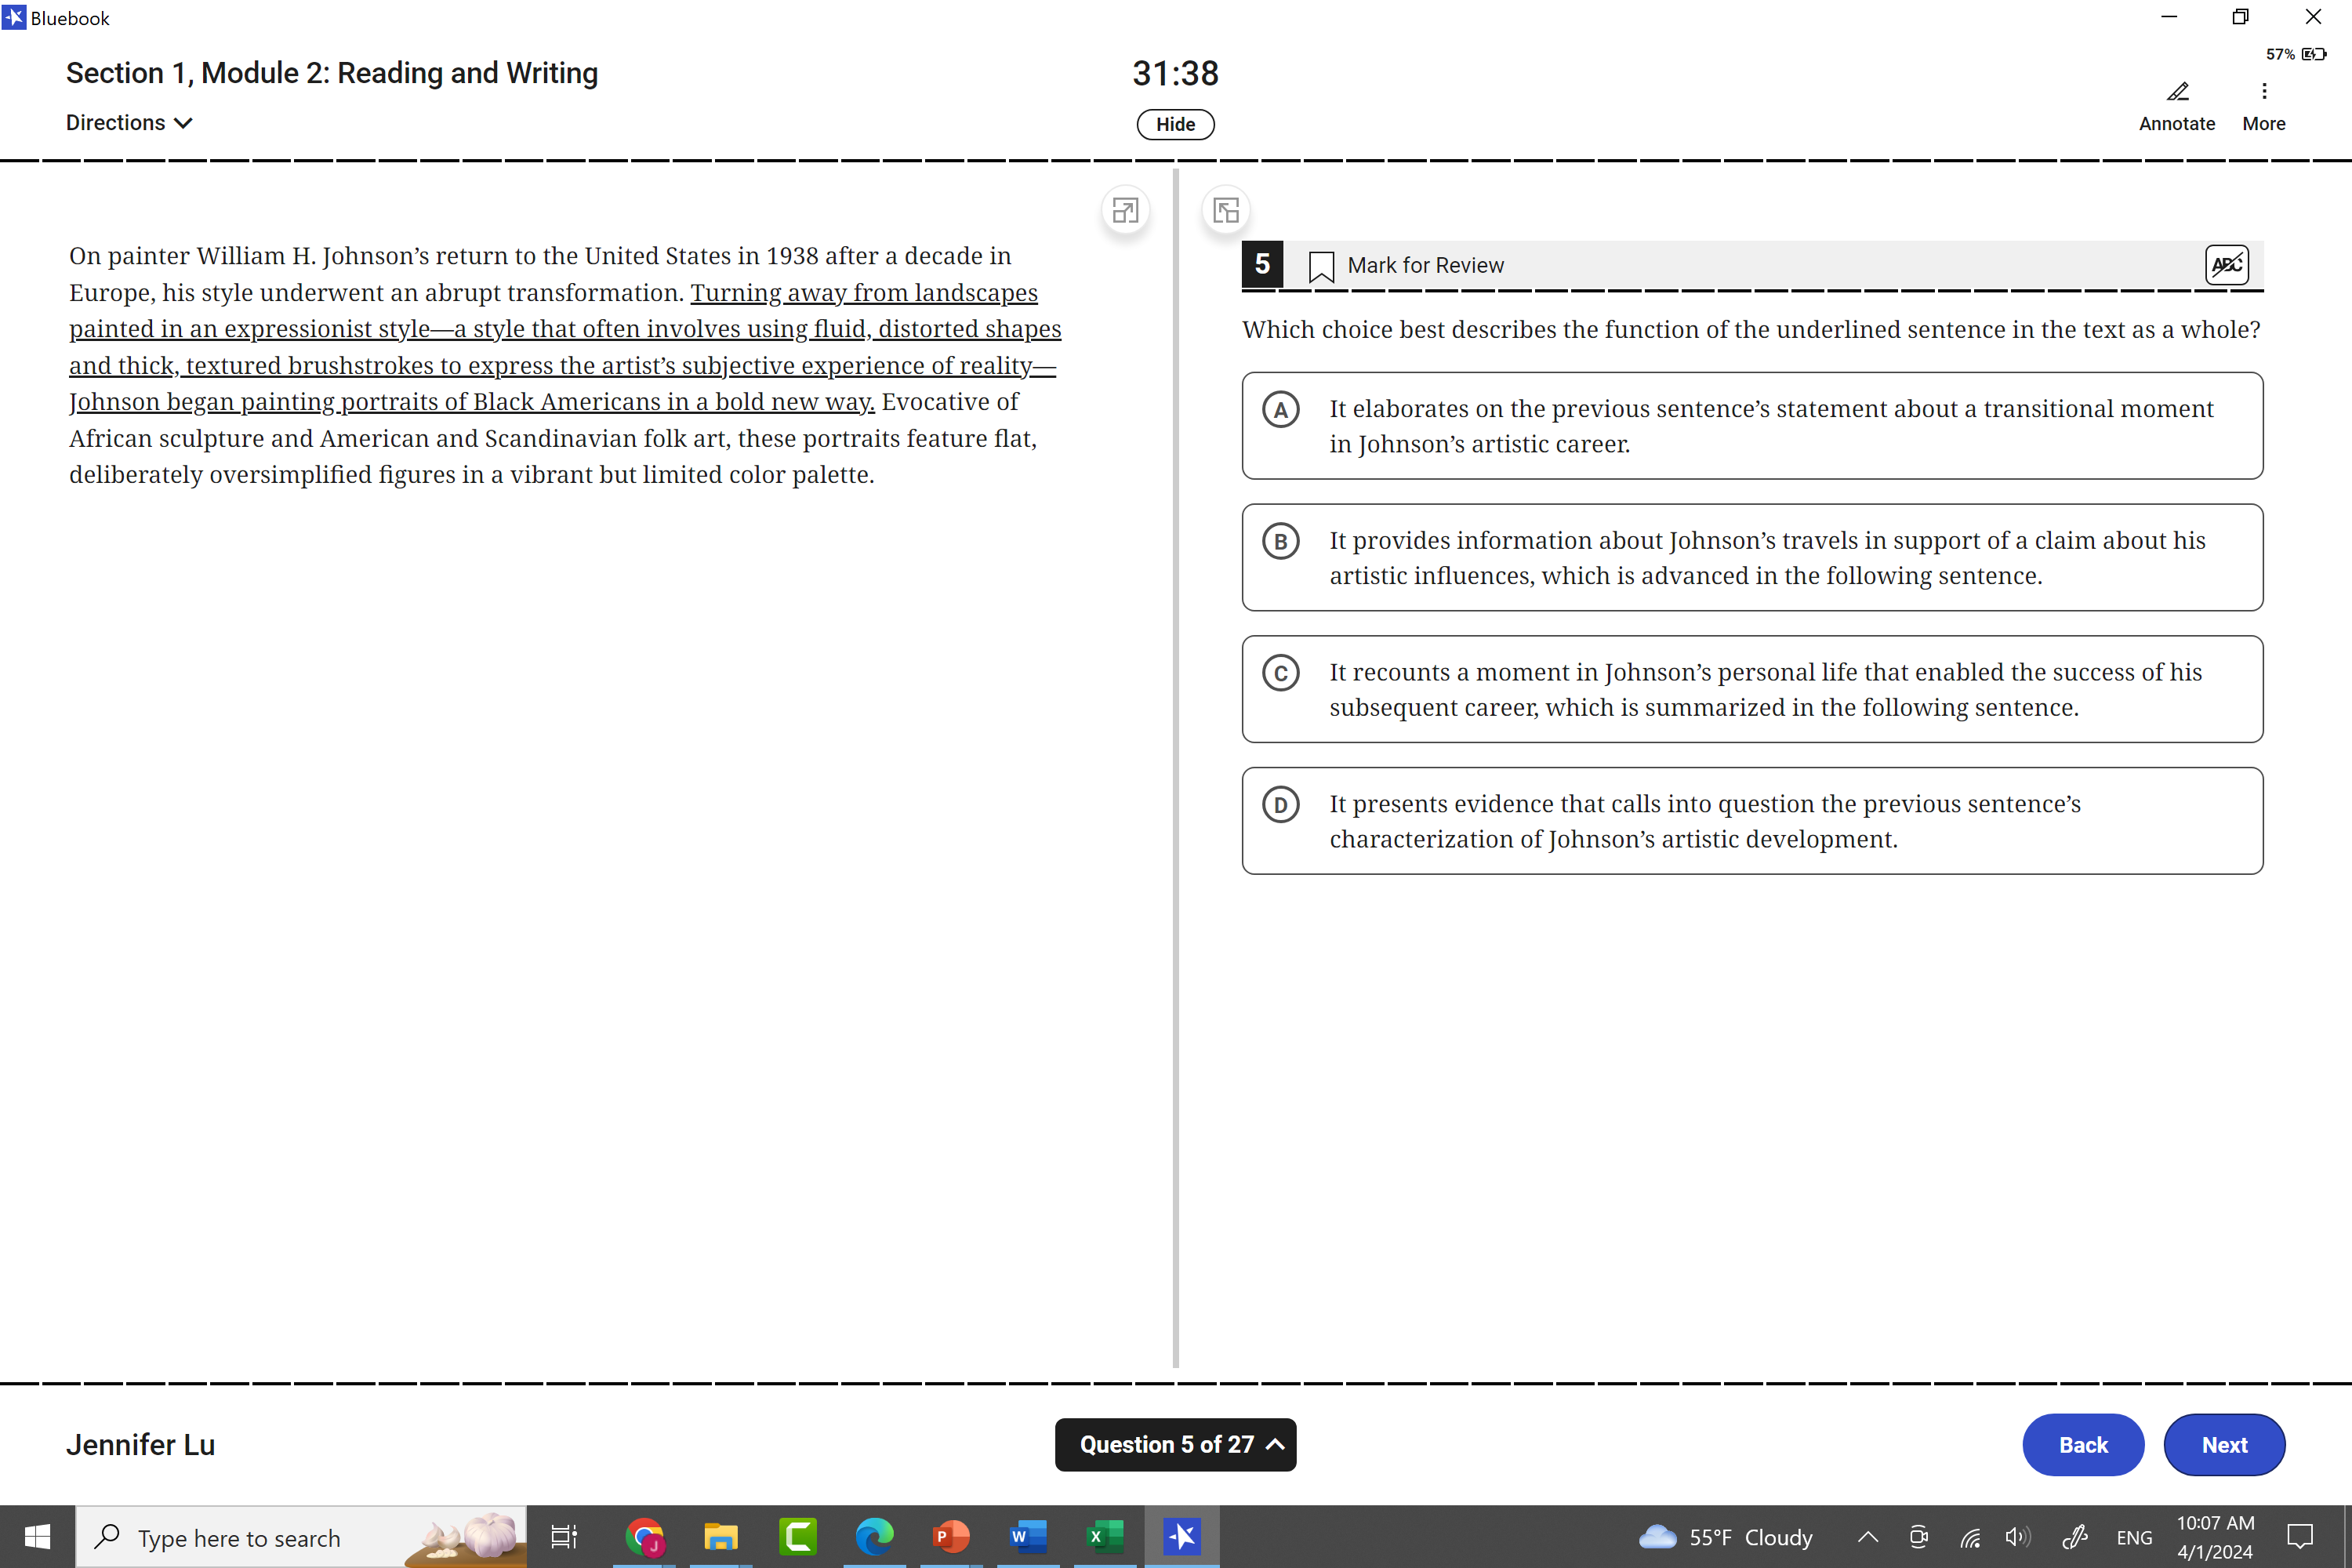 Bluebook
57%
Section 1, Module 2: Reading and Writing
31:38
Directions
Hide
Annotate
More
On painter William H. Johnson’s return to the United States in 1938 after a decade in
Europe, his style underwent an abrupt transformation. Turning away from landscapes
painted in an expressionist style—a style that often involves using fluid, distorted shapes
and thick, textured brushstrokes to express the artist’s subjective experience of reality—
Johnson began painting portraits of Black Americans in a bold new way. Evocative of
African sculpture and American and Scandinavian folk art, these portraits feature flat,
deliberately oversimplified figures in a vibrant but limited color palette.
5
Mark for Review
ABC
Which choice best describes the function of the underlined sentence in the text as a whole?
A
It elaborates on the previous sentence’s statement about a transitional moment
in Johnson’s artistic career.
B
It provides information about Johnson’s travels in support of a claim about his
artistic influences, which is advanced in the following sentence.
C
It recounts a moment in Johnson’s personal life that enabled the success of his
subsequent career, which is summarized in the following sentence.
D
It presents evidence that calls into question the previous sentence’s
characterization of Johnson’s artistic development.
Jennifer Lu
Question 5 of 27
Back
Next
Type here to search
J
P
W
X
55°F Cloudy
ENG
10:07 AM
4/1/2024